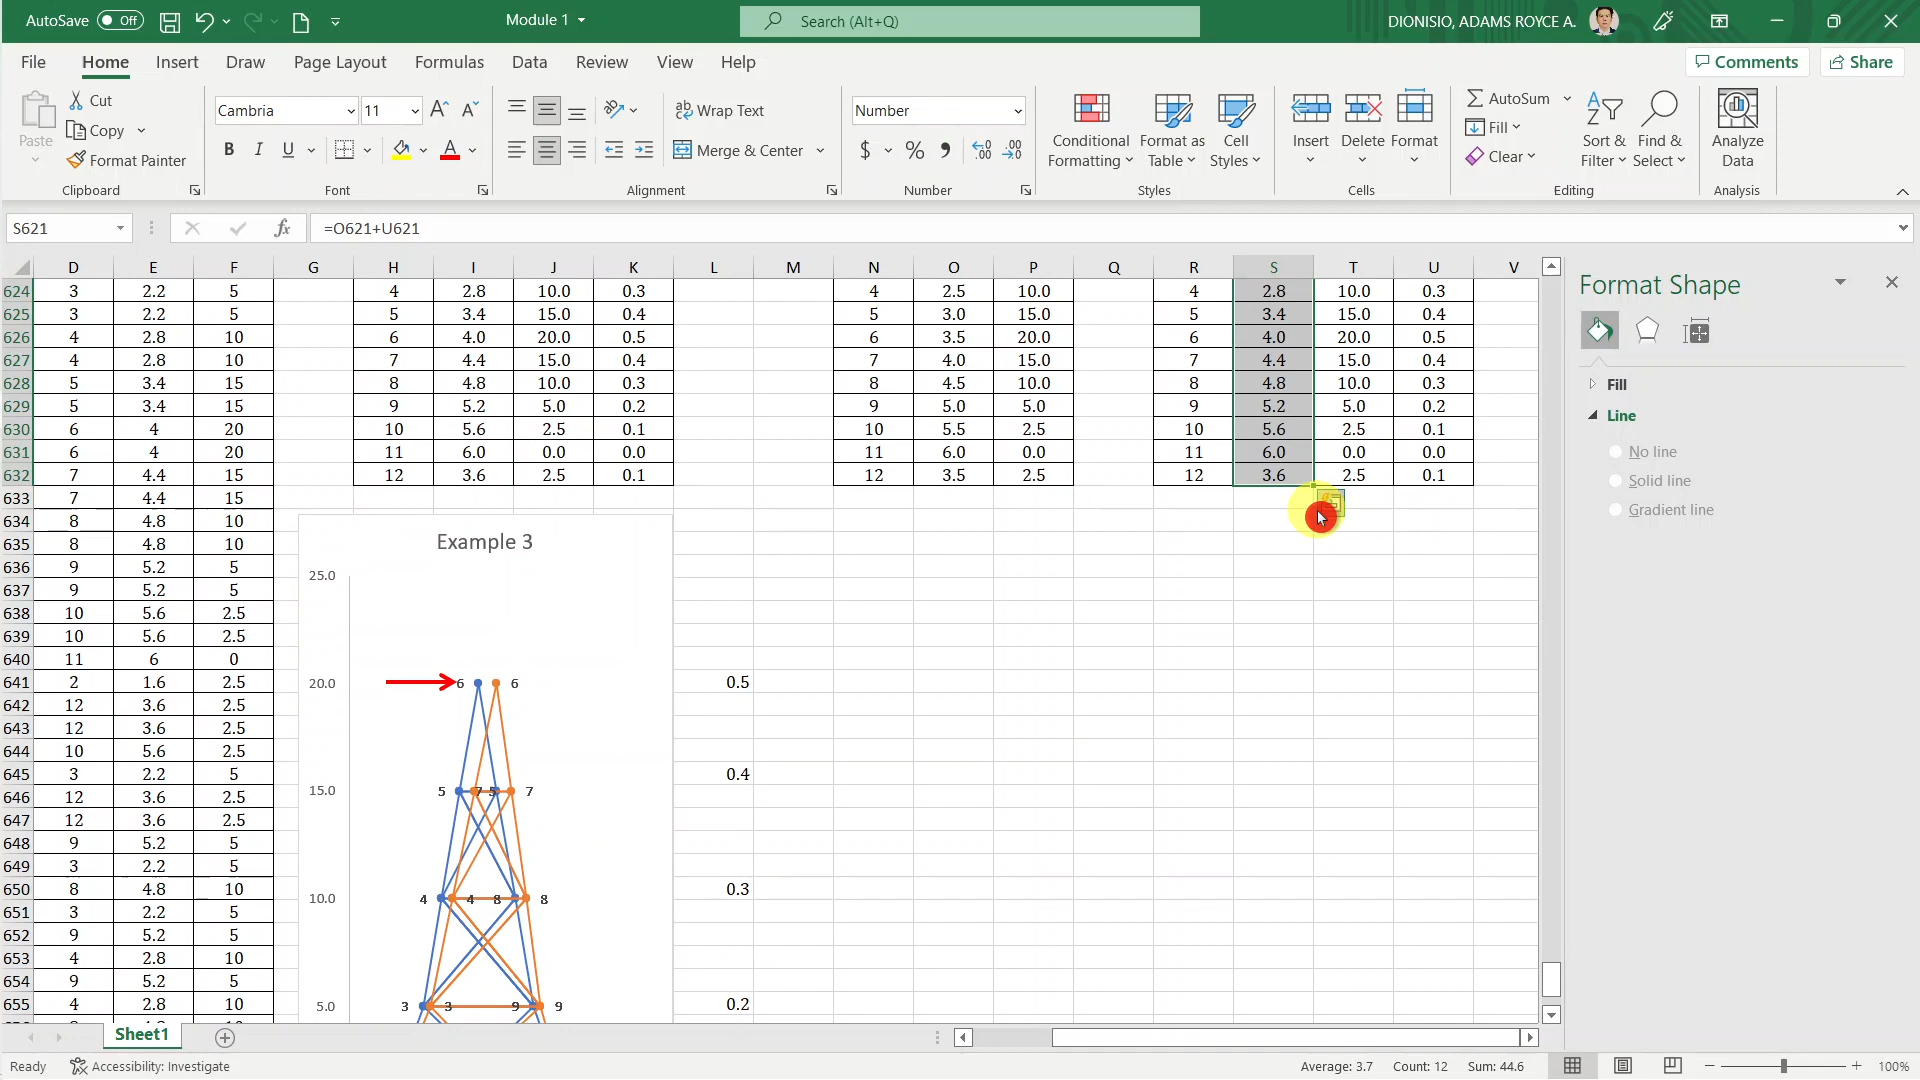 AutoSave Off Module 1 Search (Alt+Q) DIONISIO, ADAMS ROYCE A.
File Home Insert Draw Page Layout Formulas Data Review View Help Comments Share
Paste Cut Copy Format Painter Clipboard
Cambria 11 B I U A Font
Wrap Text Merge & Center Alignment
Number $ % Number
Conditional Formatting Format as Table Cell Styles Styles
Insert Delete Format Cells
AutoSum Fill Clear Sort & Filter Find & Select Editing
Analyze Data Analysis
S621 fx =O621+U621
D E F G H I J K L M N O P Q R S T U V
624 3 2.2 5 4 2.8 10.0 0.3 4 2.5 10.0 4 2.8 10.0 0.3
625 3 2.2 5 5 3.4 15.0 0.4 5 3.0 15.0 5 3.4 15.0 0.4
626 4 2.8 10 6 4.0 20.0 0.5 6 3.5 20.0 6 4.0 20.0 0.5
627 4 2.8 10 7 4.4 15.0 0.4 7 4.0 15.0 7 4.4 15.0 0.4
628 5 3.4 15 8 4.8 10.0 0.3 8 4.5 10.0 8 4.8 10.0 0.3
629 5 3.4 15 9 5.2 5.0 0.2 9 5.0 5.0 9 5.2 5.0 0.2
630 6 4 20 10 5.6 2.5 0.1 10 5.5 2.5 10 5.6 2.5 0.1
631 6 4 20 11 6.0 0.0 0.0 11 6.0 0.0 11 6.0 0.0 0.0
632 7 4.4 15 12 3.6 2.5 0.1 12 3.5 2.5 12 3.6 2.5 0.1
633 7 4.4 15
634 8 4.8 10
635 8 4.8 10
636 9 5.2 5
637 9 5.2 5
638 10 5.6 2.5
639 10 5.6 2.5
640 11 6 0
641 2 1.6 2.5 0.5
642 12 3.6 2.5
643 12 3.6 2.5
644 10 5.6 2.5
645 3 2.2 5 0.4
646 12 3.6 2.5
647 12 3.6 2.5
648 9 5.2 5
649 3 2.2 5
650 8 4.8 10 0.3
651 3 2.2 5
652 9 5.2 5
653 4 2.8 10
654 9 5.2 5
655 4 2.8 10 0.2
Example 3
25.0
20.0 6 6
15.0 5 7 5 7
10.0 4 4 8 8
5.0 3 3 9 9
Format Shape
Fill
Line
No line
Solid line
Gradient line
Sheet1
Ready Accessibility: Investigate Average: 3.7 Count: 12 Sum: 44.6 100%